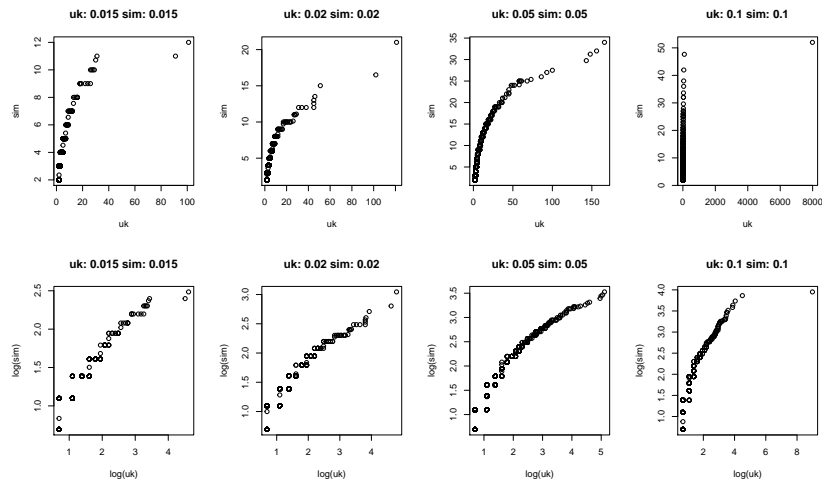 uk: 0.015 sim: 0.015
uk: 0.02 sim: 0.02
uk: 0.05 sim: 0.05
uk: 0.1 sim: 0.1
sim
12
10
8
6
4
2
0 20 40 60 80 100
uk
sim
20
15
10
5
0 20 40 60 80 120
uk
sim
35
30
25
20
15
10
5
0 50 100 150
uk
sim
50
40
30
20
10
0
0 2000 4000 6000 8000
uk
uk: 0.015 sim: 0.015
uk: 0.02 sim: 0.02
uk: 0.05 sim: 0.05
uk: 0.1 sim: 0.1
log(sim)
2.5
2.0
1.5
1.0
1 2 3 4
log(uk)
log(sim)
3.0
2.5
2.0
1.5
1.0
1 2 3 4
log(uk)
log(sim)
3.5
3.0
2.5
2.0
1.5
1.0
1 2 3 4 5
log(uk)
log(sim)
4.0
3.5
3.0
2.5
2.0
1.5
1.0
2 4 6 8
log(uk)